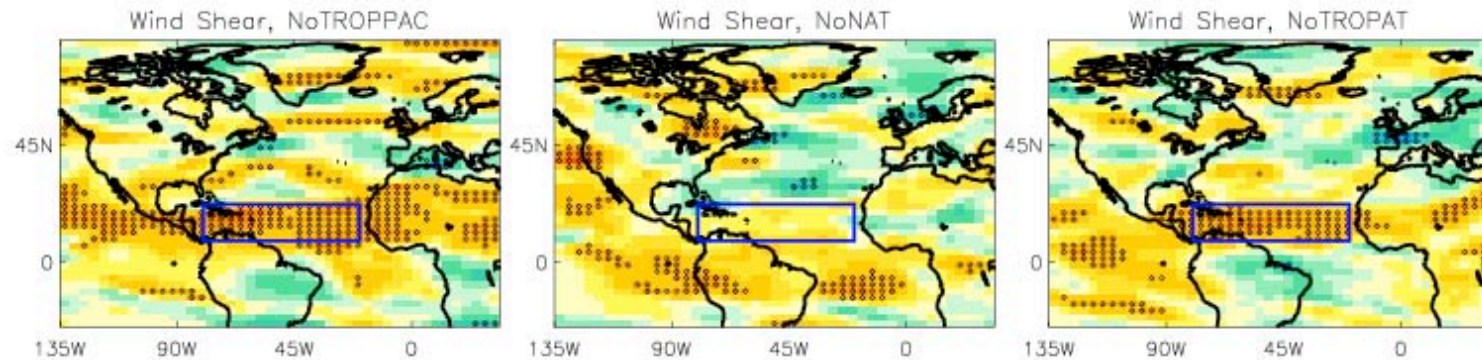 Wind Shear, NoTROPPAC
Wind Shear, NoNAT
Wind Shear, NoTROPAT
45N
0
135W 90W 45W 0
45N
0
135W 90W 45W 0
45N
0
135W 90W 45W 0